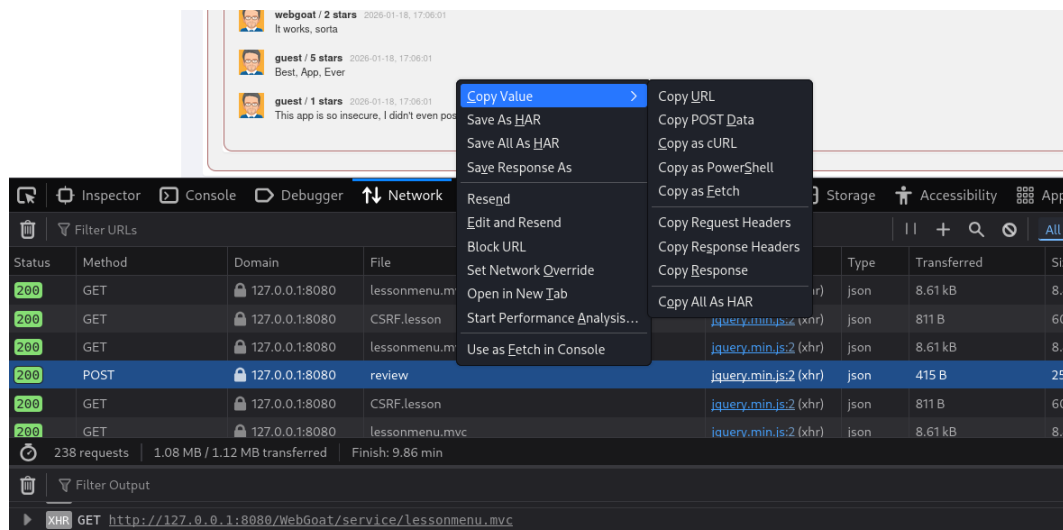 webgoat / 2 stars 2026-01-18, 17:06:01
It works, sorta
guest / 5 stars 2026-01-18, 17:06:01
Best, App, Ever
guest / 1 stars 2026-01-18, 17:06:01
This app is so insecure, I didn't even pos
Copy Value
Save As HAR
Save All As HAR
Save Response As
Resend
Edit and Resend
Block URL
Set Network Override
Open in New Tab
Start Performance Analysis...
Use as Fetch in Console
Copy URL
Copy POST Data
Copy as cURL
Copy as PowerShell
Copy as Fetch
Copy Request Headers
Copy Response Headers
Copy Response
Copy All As HAR
Inspector Console Debugger Network Storage Accessibility App
Filter URLs All
Status Method Domain File Type Transferred Si
200 GET 127.0.0.1:8080 lessonmenu.m xhr) json 8.61 kB 8.
200 GET 127.0.0.1:8080 CSRF.lesson jquery.min.js:2 (xhr) json 811 B 60
200 GET 127.0.0.1:8080 lessonmenu.m jquery.min.js:2 (xhr) json 8.61 kB 8.
200 POST 127.0.0.1:8080 review jquery.min.js:2 (xhr) json 415 B 25
200 GET 127.0.0.1:8080 CSRF.lesson jquery.min.js:2 (xhr) json 811 B 60
200 GET 127.0.0.1:8080 lessonmenu.mvc jquery.min.js:2 (xhr) json 8.61 kB 8.
238 requests 1.08 MB / 1.12 MB transferred Finish: 9.86 min
Filter Output
XHR GET http://127.0.0.1:8080/WebGoat/service/lessonmenu.mvc